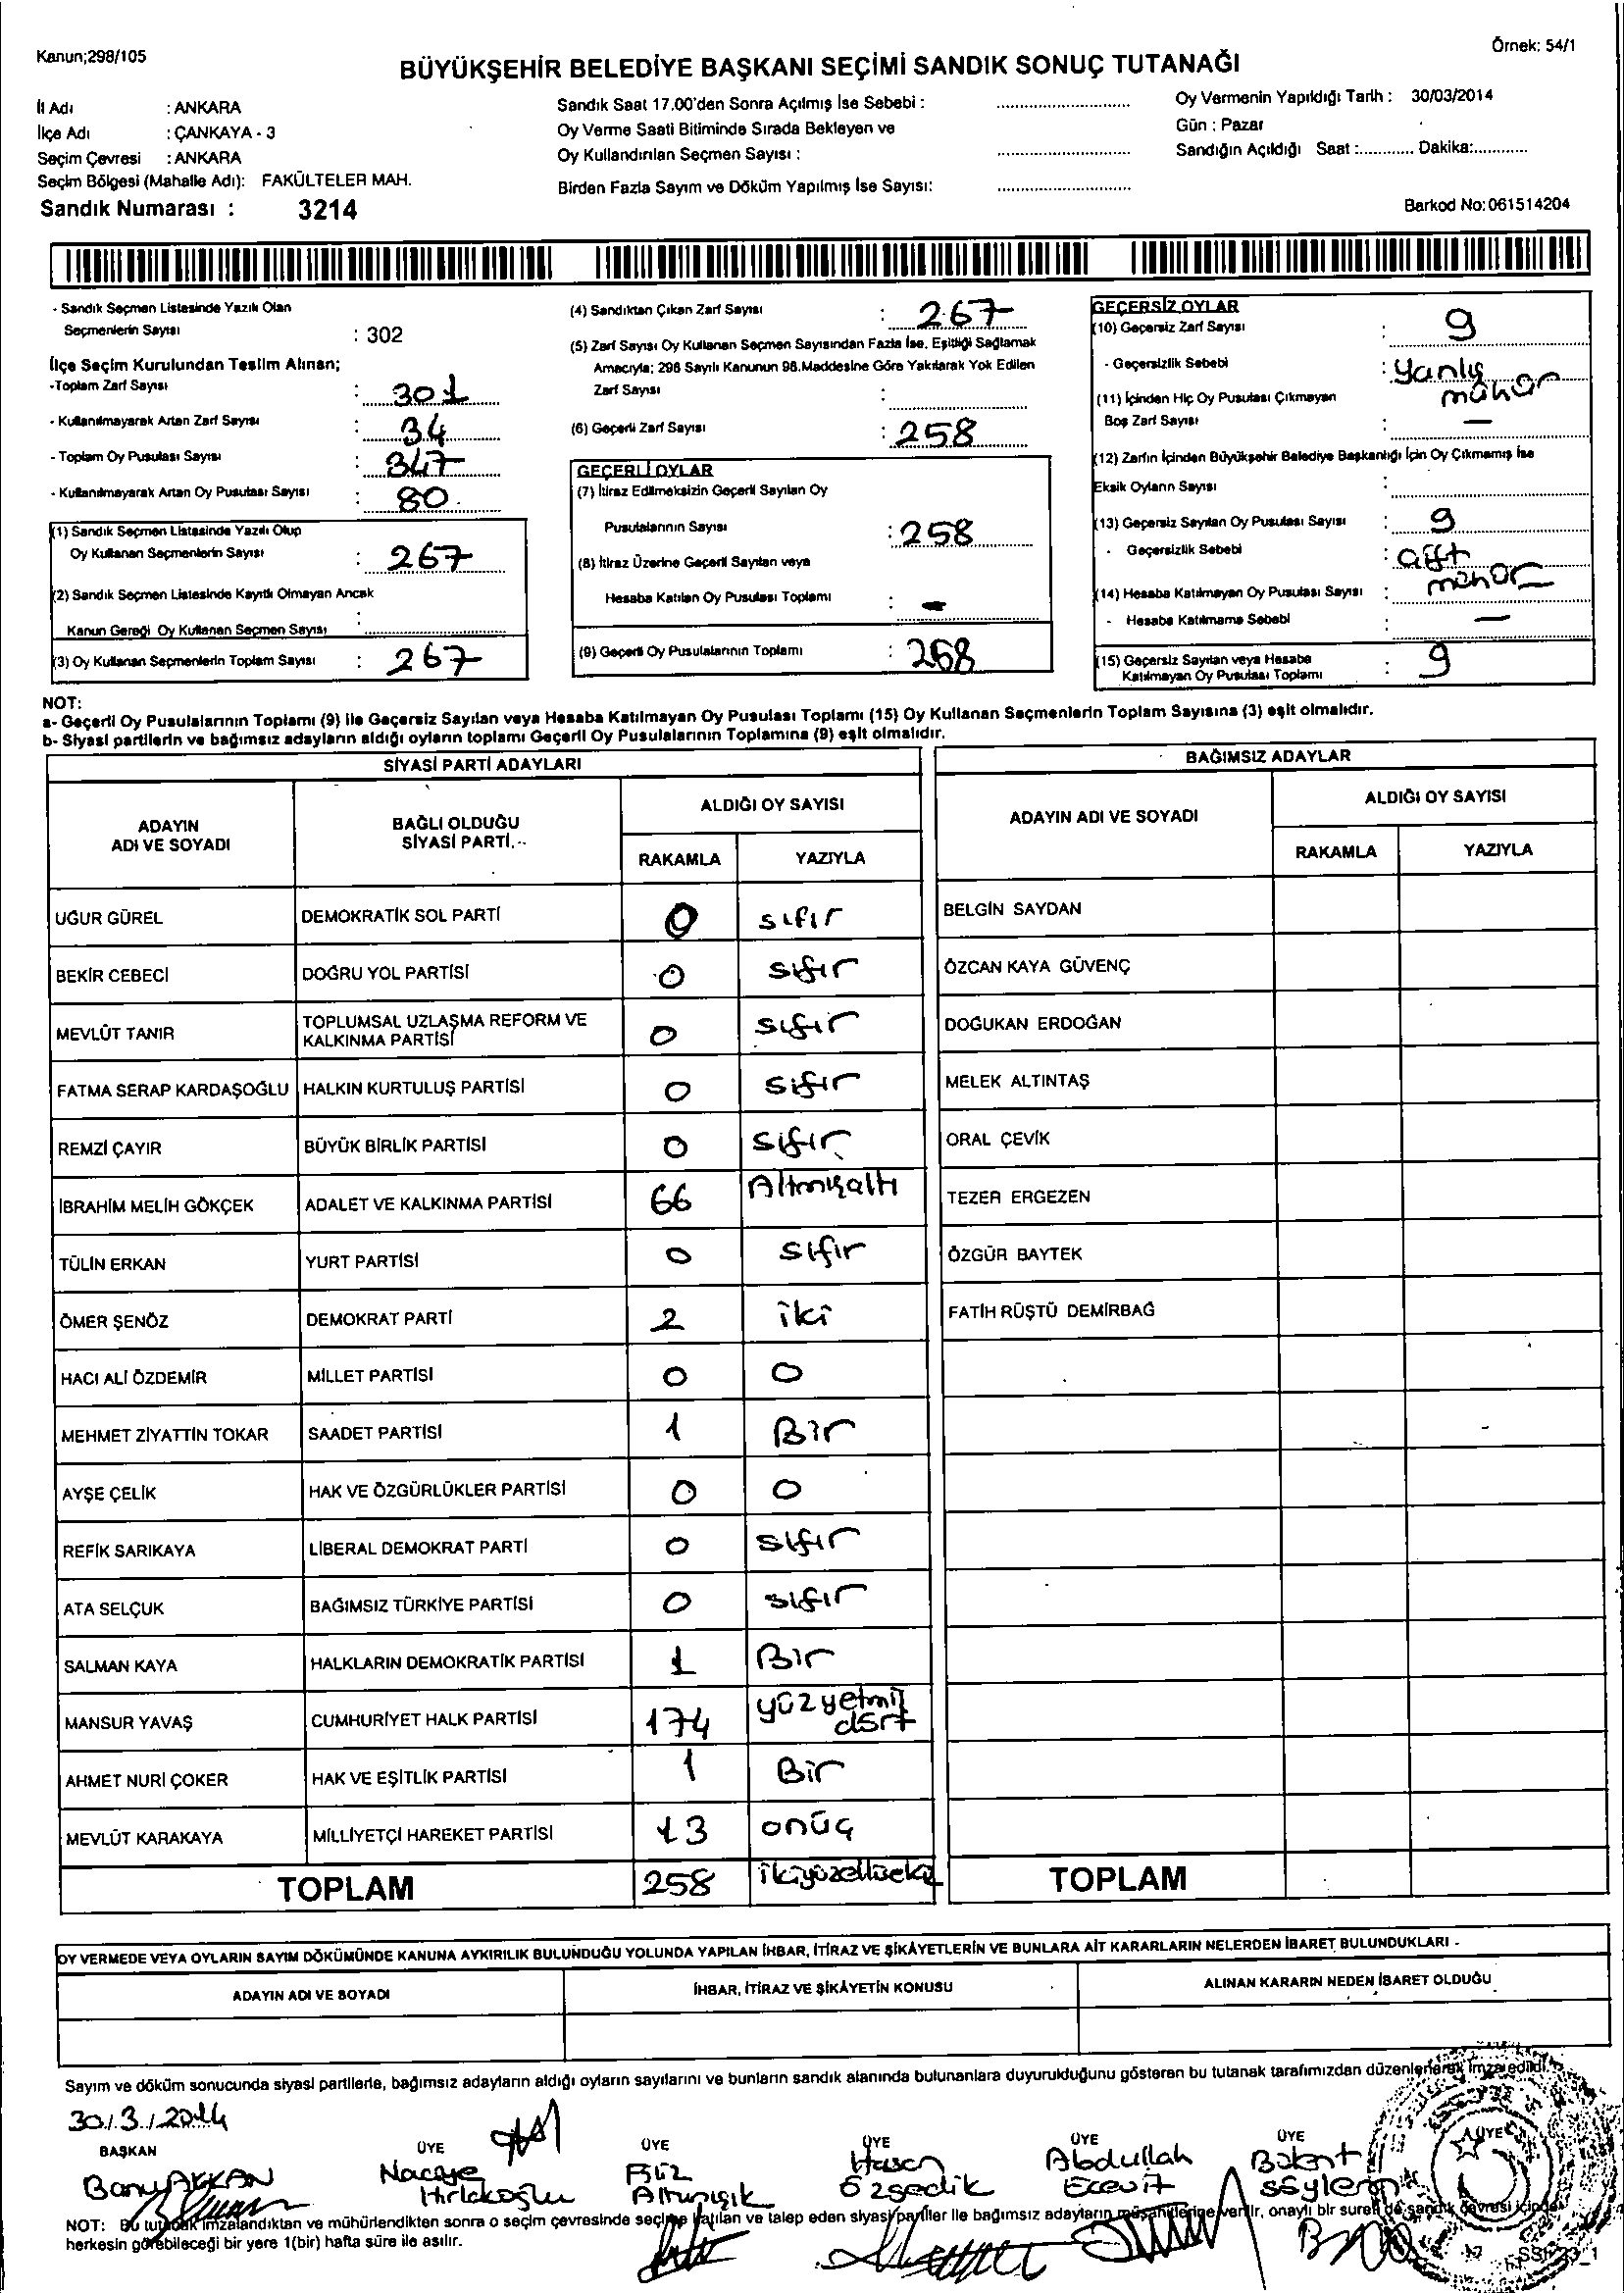 Kanun;298/105
Örnek: 54/1
BÜYÜKŞEHİR BELEDİYE BAŞKANI SEÇİMİ SANDIK SONUÇ TUTANAĞI
İl Adı : ANKARA
İlçe Adı : ÇANKAYA - 3
Seçim Çevresi : ANKARA
Seçim Bölgesi (Mahalle Adı): FAKÜLTELER MAH.
Sandık Numarası : 3214
Sandık Saat 17.00'den Sonra Açılmış İse Sebebi :
Oy Verme Saati Bitiminde Sırada Bekleyen ve
Oy Kullandırılan Seçmen Sayısı :
Birden Fazla Sayım ve Döküm Yapılmış İse Sayısı:
Oy Vermenin Yapıldığı Tarih : 30/03/2014
Gün : Pazar
Sandığın Açıldığı Saat :............ Dakika:............
Barkod No:061514204
- Sandık Seçmen Listesinde Yazılı Olan
Seçmenlerin Sayısı : 302
İlçe Seçim Kurulundan Teslim Alınan;
-Toplam Zarf Sayısı : 301
- Kullanılmayarak Artan Zarf Sayısı : 34
- Toplam Oy Pusulası Sayısı : 347
- Kullanılmayarak Artan Oy Pusulası Sayısı : 80
(1) Sandık Seçmen Listesinde Yazılı Olup
Oy Kullanan Seçmenlerin Sayısı : 267
(2) Sandık Seçmen Listesinde Kayıtlı Olmayan Ancak
Kanun Gereği Oy Kullanan Seçmen Sayısı :
(3) Oy Kullanan Seçmenlerin Toplam Sayısı : 267
(4) Sandıktan Çıkan Zarf Sayısı : 267
(5) Zarf Sayısı Oy Kullanan Seçmen Sayısından Fazla İse, Eşitliği Sağlamak
Amacıyla; 298 Sayılı Kanunun 98.Maddesine Göre Yakılarak Yok Edilen
Zarf Sayısı :
(6) Geçerli Zarf Sayısı : 258
GEÇERLİ OYLAR
(7) İtiraz Edilmeksizin Geçerli Sayılan Oy
Pusulalarının Sayısı : 258
(8) İtiraz Üzerine Geçerli Sayılan veya
Hesaba Katılan Oy Pusulası Toplamı : -
(9) Geçerli Oy Pusulalarının Toplamı : 258
GEÇERSİZ OYLAR
(10) Geçersiz Zarf Sayısı : 9
- Geçersizlik Sebebi : Yanlış
mühür
(11) İçinden Hiç Oy Pusulası Çıkmayan
Boş Zarf Sayısı : -
(12) Zarfın İçinden Büyükşehir Belediye Başkanlığı İçin Oy Çıkmamış İse
Eksik Oyların Sayısı :
(13) Geçersiz Sayılan Oy Pusulası Sayısı : 9
- Geçersizlik Sebebi : çift
mühür
(14) Hesaba Katılmayan Oy Pusulası Sayısı :
- Hesaba Katılmama Sebebi : -
(15) Geçersiz Sayılan veya Hesaba
Katılmayan Oy Pusulası Toplamı : 9
NOT:
a- Geçerli Oy Pusulalarının Toplamı (9) ile Geçersiz Sayılan veya Hesaba Katılmayan Oy Pusulası Toplamı (15) Oy Kullanan Seçmenlerin Toplam Sayısına (3) eşit olmalıdır.
b- Siyasi partilerin ve bağımsız adayların aldığı oyların toplamı Geçerli Oy Pusulalarının Toplamına (9) eşit olmalıdır.
SİYASİ PARTİ ADAYLARI
ADAYIN ADI VE SOYADI
BAĞLI OLDUĞU SİYASİ PARTİ
ALDIĞI OY SAYISI
RAKAMLA YAZIYLA
UĞUR GÜREL DEMOKRATİK SOL PARTİ 0 sıfır
BEKİR CEBECİ DOĞRU YOL PARTİSİ 0 sıfır
MEVLÜT TANIR TOPLUMSAL UZLAŞMA REFORM VE KALKINMA PARTİSİ 0 sıfır
FATMA SERAP KARDAŞOĞLU HALKIN KURTULUŞ PARTİSİ 0 sıfır
REMZİ ÇAYIR BÜYÜK BİRLİK PARTİSİ 0 sıfır
İBRAHİM MELİH GÖKÇEK ADALET VE KALKINMA PARTİSİ 66 Altmışaltı
TÜLİN ERKAN YURT PARTİSİ 0 sıfır
ÖMER ŞENÖZ DEMOKRAT PARTİ 2 iki
HACI ALİ ÖZDEMİR MİLLET PARTİSİ 0 0
MEHMET ZİYATTİN TOKAR SAADET PARTİSİ 1 Bir
AYŞE ÇELİK HAK VE ÖZGÜRLÜKLER PARTİSİ 0 0
REFİK SARIKAYA LİBERAL DEMOKRAT PARTİ 0 sıfır
ATA SELÇUK BAĞIMSIZ TÜRKİYE PARTİSİ 0 sıfır
SALMAN KAYA HALKLARIN DEMOKRATİK PARTİSİ 1 Bir
MANSUR YAVAŞ CUMHURİYET HALK PARTİSİ 174 yüzyetmiş dört
AHMET NURİ ÇOKER HAK VE EŞİTLİK PARTİSİ 1 Bir
MEVLÜT KARAKAYA MİLLİYETÇİ HAREKET PARTİSİ 13 onüç
TOPLAM 258
BAĞIMSIZ ADAYLAR
ADAYIN ADI VE SOYADI
ALDIĞI OY SAYISI
RAKAMLA YAZIYLA
BELGİN SAYDAN
ÖZCAN KAYA GÜVENÇ
DOĞUKAN ERDOĞAN
MELEK ALTINTAŞ
ORAL ÇEVİK
TEZER ERGEZEN
ÖZGÜR BAYTEK
FATİH RÜŞTÜ DEMİRBAĞ
TOPLAM
OY VERMEDE VEYA OYLARIN SAYIM DÖKÜMÜNDE KANUNA AYKIRILIK BULUNDUĞU YOLUNDA YAPILAN İHBAR, İTİRAZ VE ŞİKÂYETLERİN VE BUNLARA AİT KARARLARIN NELERDEN İBARET BULUNDUKLARI -
ADAYIN ADI VE SOYADI
İHBAR, İTİRAZ VE ŞİKÂYETİN KONUSU
ALINAN KARARIN NEDEN İBARET OLDUĞU
Sayım ve döküm sonucunda siyasi partilerle, bağımsız adayların aldığı oyların sayılarını ve bunların sandık alanında bulunanlara duyurulduğunu gösteren bu tutanak tarafımızdan düzenlenerek imza edildi.
30/3/2014
BAŞKAN ÜYE ÜYE ÜYE ÜYE ÜYE ÜYE
Banu AKKAN
Naciye
Filiz
Hasan Özgedik
Abdullah Ecevit
NOT: Bu tutanak imzalandıktan ve mühürlendikten sonra o seçim çevresinde seçime katılan ve talep eden siyasi partiler ile bağımsız adayların müşahitlerine verilir, onaylı bir sureti de sandık çevresi içinde
herkesin görebileceği bir yere 1(bir) hafta süre ile asılır.